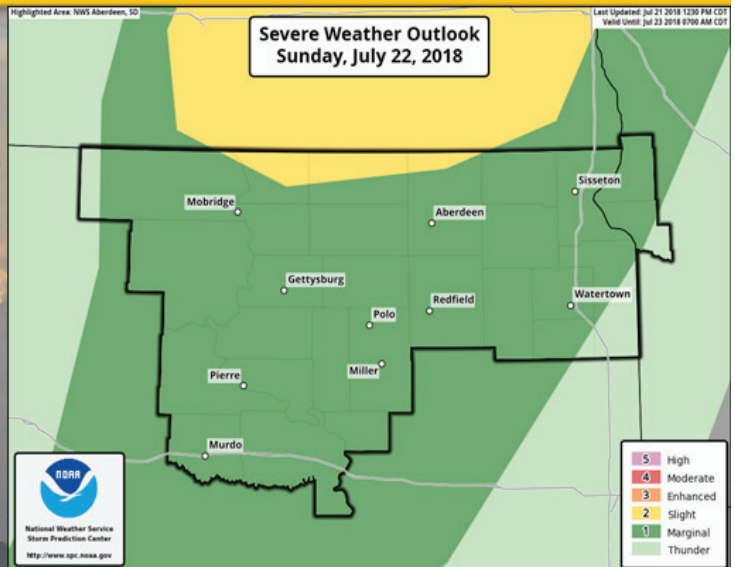 Highlighted Area: NWS Aberdeen, SD
Last Updated: Jul 21 2018 1230 PM CDT
Valid Until: Jul 23 2018 0700 AM CDT
Severe Weather Outlook
Sunday, July 22, 2018
Sisseton
Mobridge
Aberdeen
Gettysburg
Redfield
Watertown
Polo
Miller
Pierre
Murdo
NOAA
National Weather Service
Storm Prediction Center
http://www.spc.noaa.gov
5 High
4 Moderate
3 Enhanced
2 Slight
1 Marginal
Thunder